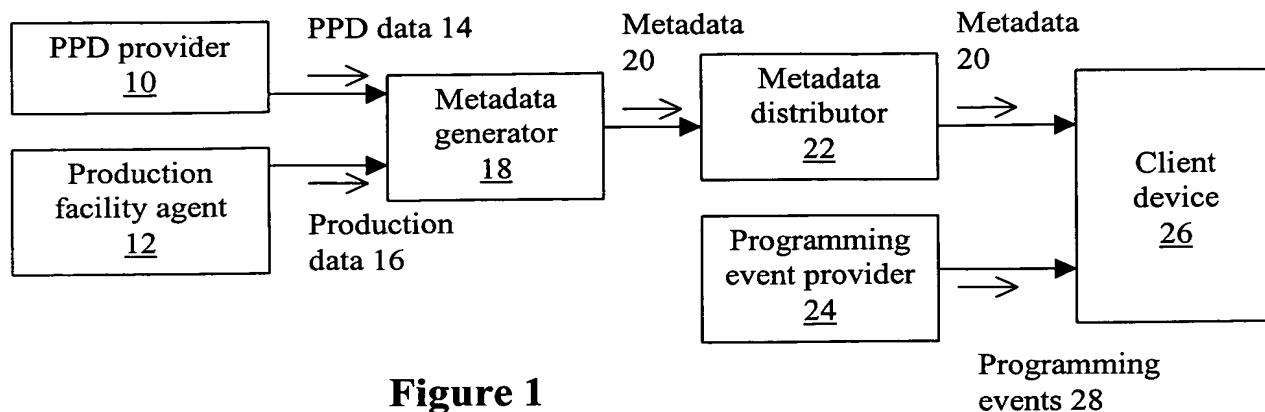 PPD provider
10
PPD data 14
Production
facility agent
12
Production
data 16
Metadata
generator
18
Metadata
20
Metadata
distributor
22
Programming
event provider
24
Metadata
20
Programming
events 28
Client
device
26
Figure 1